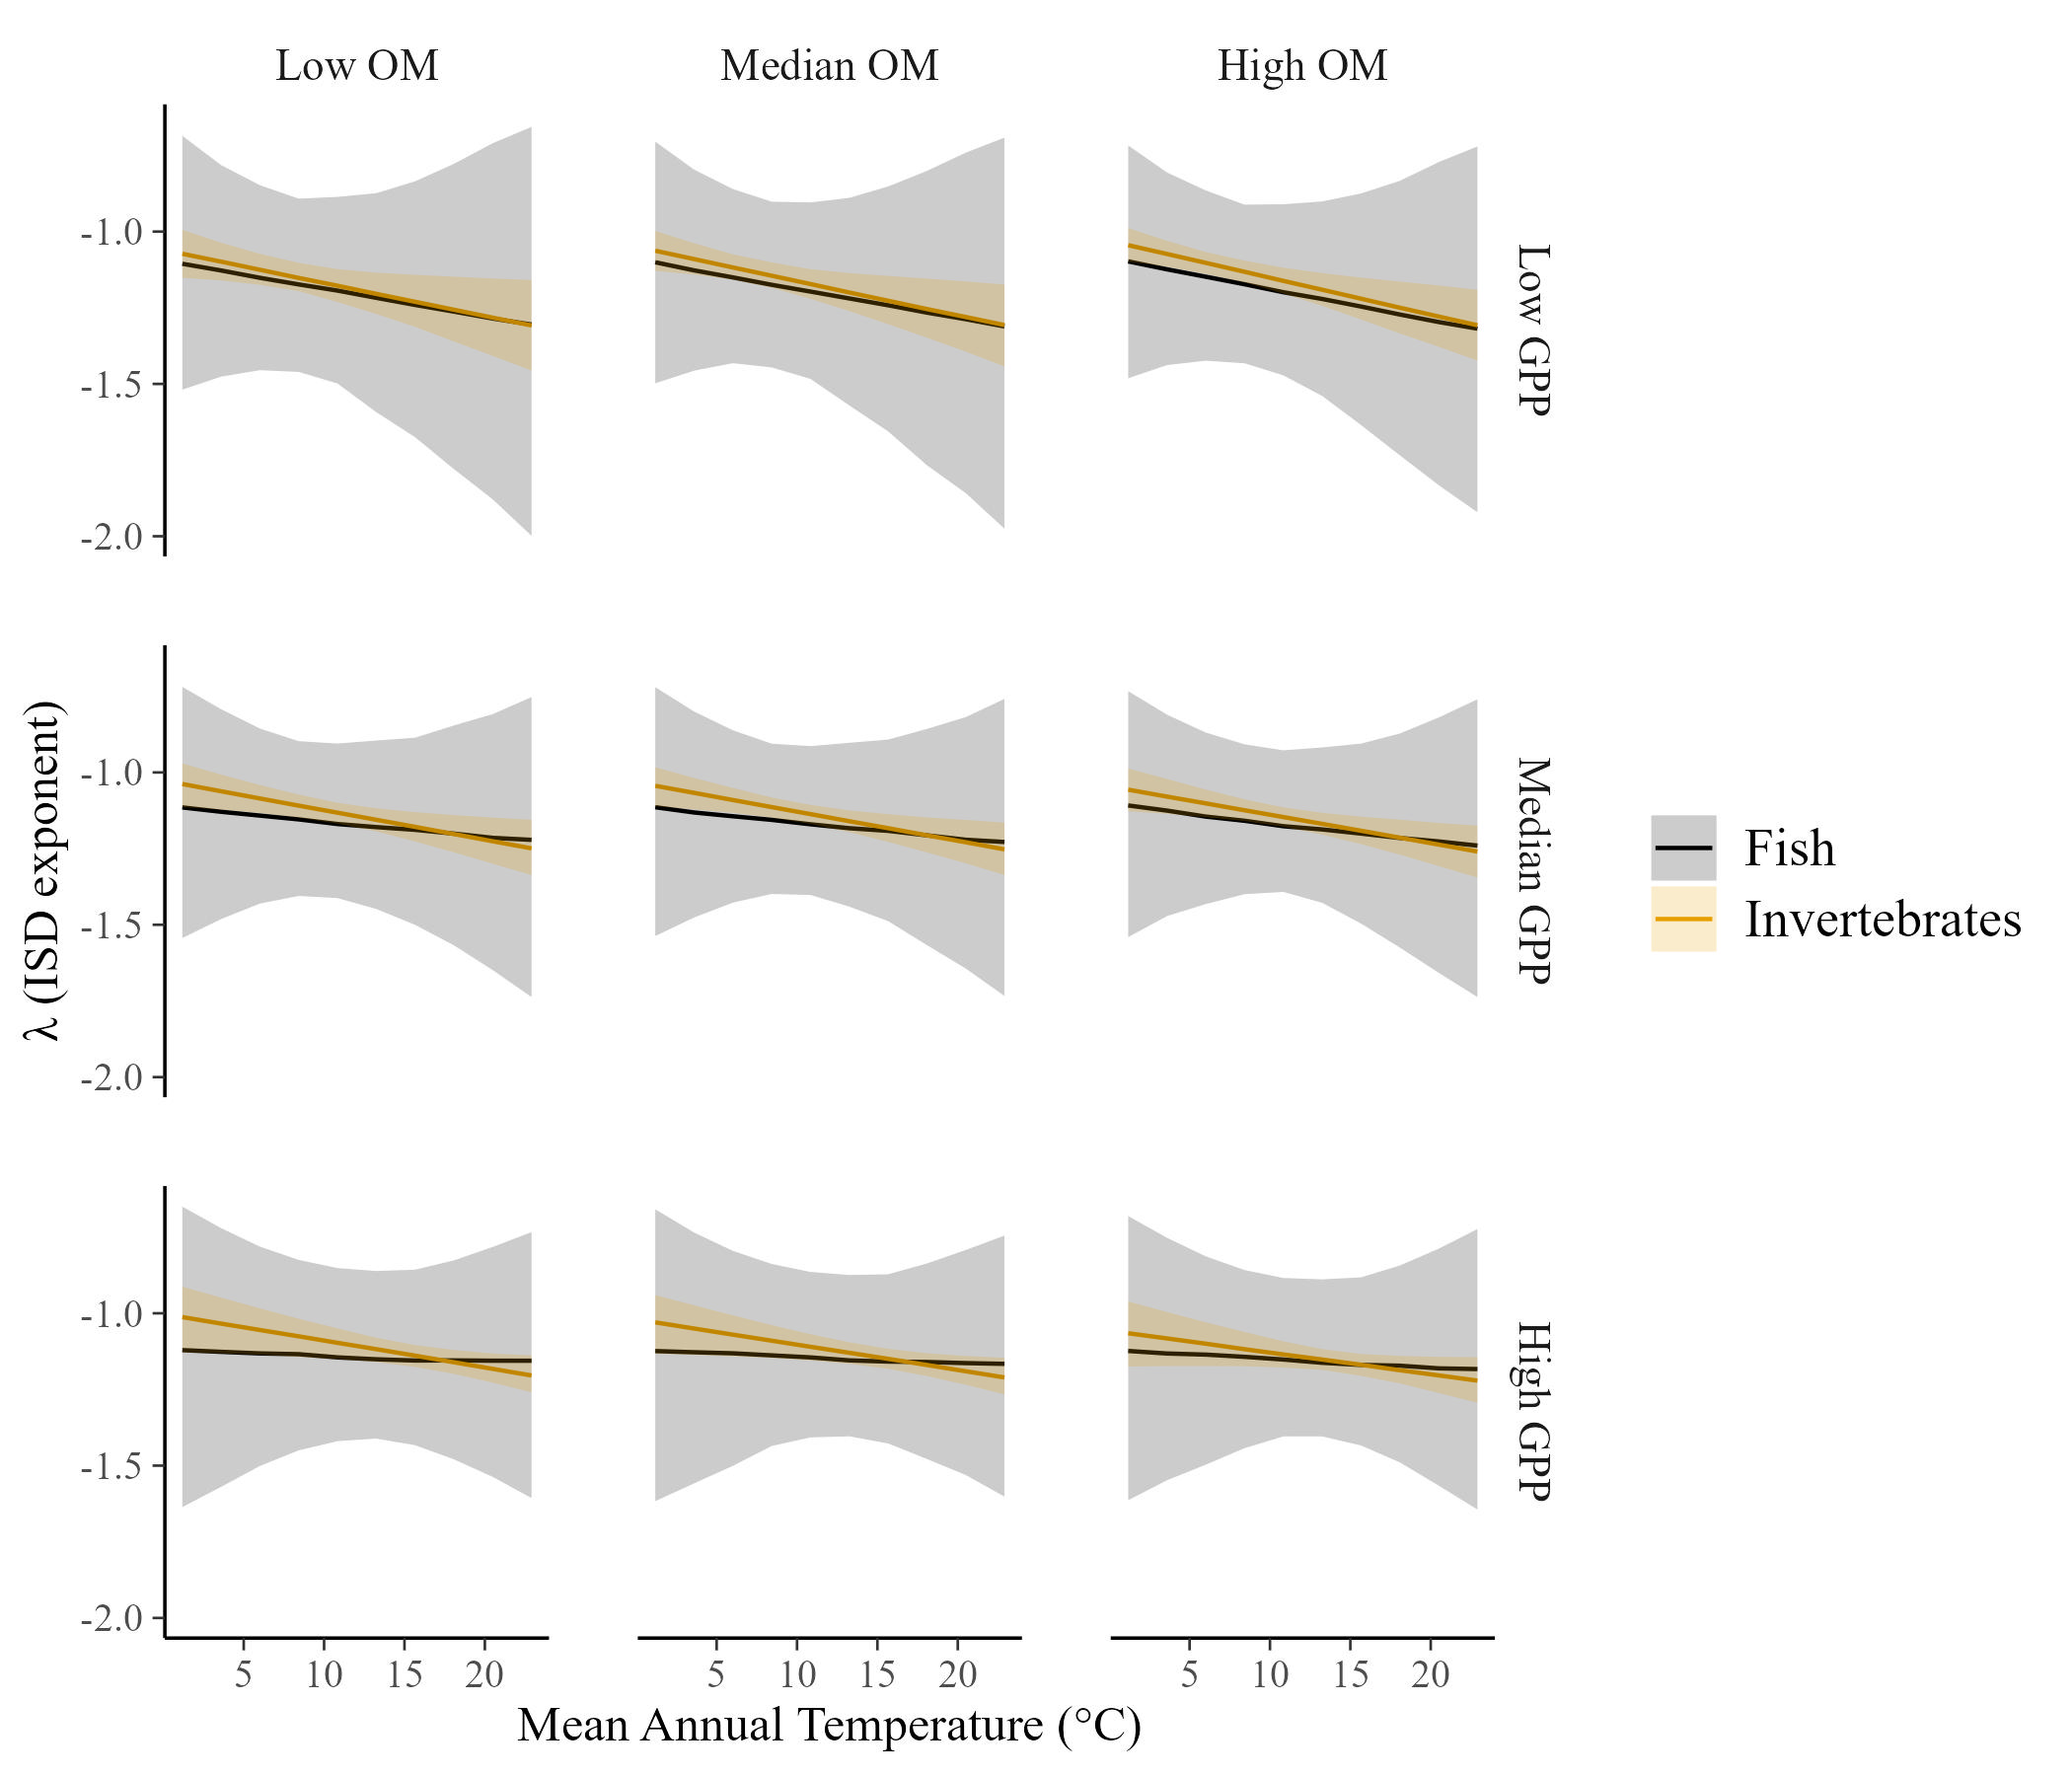 Low OM
Median OM
High OM
-1.0
-1.5
-2.0
Low GPP
-1.0
-1.5
-2.0
Median GPP
-1.0
-1.5
-2.0
High GPP
λ (ISD exponent)
5 10 15 20
5 10 15 20
5 10 15 20
Mean Annual Temperature (°C)
Fish
Invertebrates